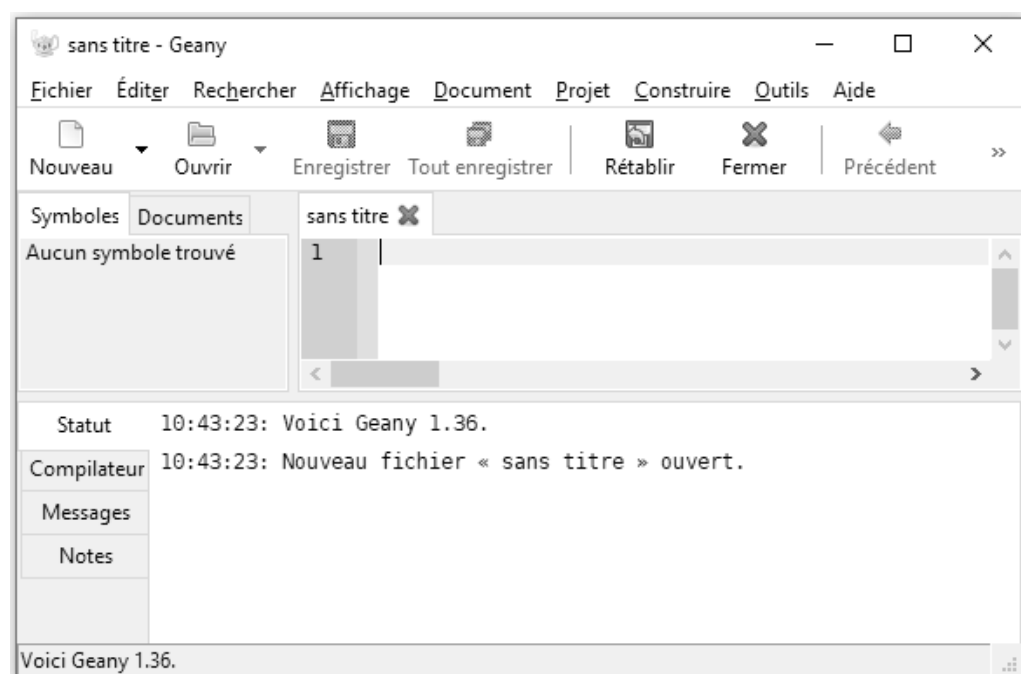 sans titre - Geany
Fichier Éditer Rechercher Affichage Document Projet Construire Outils Aide
Nouveau Ouvrir Enregistrer Tout enregistrer Rétablir Fermer Précédent
Symboles Documents sans titre
Aucun symbole trouvé 1
Statut 10:43:23: Voici Geany 1.36.
Compilateur 10:43:23: Nouveau fichier « sans titre » ouvert.
Messages
Notes
Voici Geany 1.36.